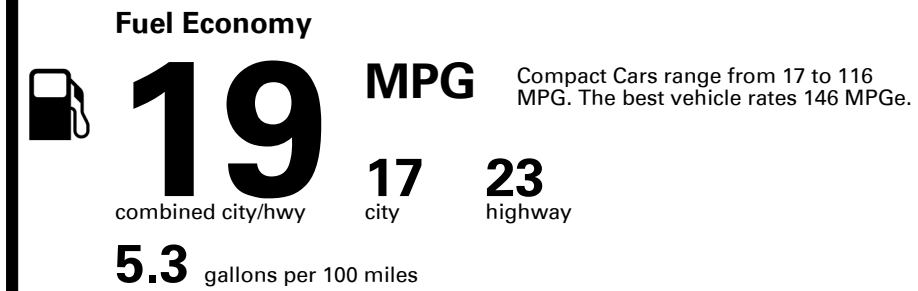 Fuel Economy
19
MPG
Compact Cars range from 17 to 116
MPG. The best vehicle rates 146 MPGe.
17
23
combined city/hwy
city
highway
5.3 gallons per 100 miles